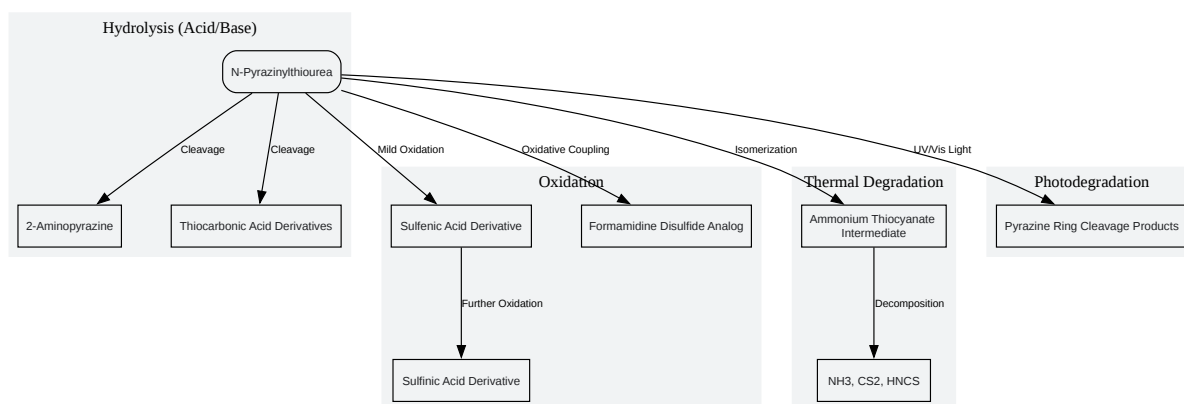 Hydrolysis (Acid/Base)
N-Pyrazinylthiourea
Cleavage
Cleavage
Mild Oxidation
Oxidative Coupling
Isomerization
UV/Vis Light
Oxidation
Thermal Degradation
Photodegradation
2-Aminopyrazine
Thiocarbonic Acid Derivatives
Sulfenic Acid Derivative
Formamidine Disulfide Analog
Ammonium Thiocyanate
Intermediate
Pyrazine Ring Cleavage Products
Further Oxidation
Decomposition
Sulfinic Acid Derivative
NH3, CS2, HNCS